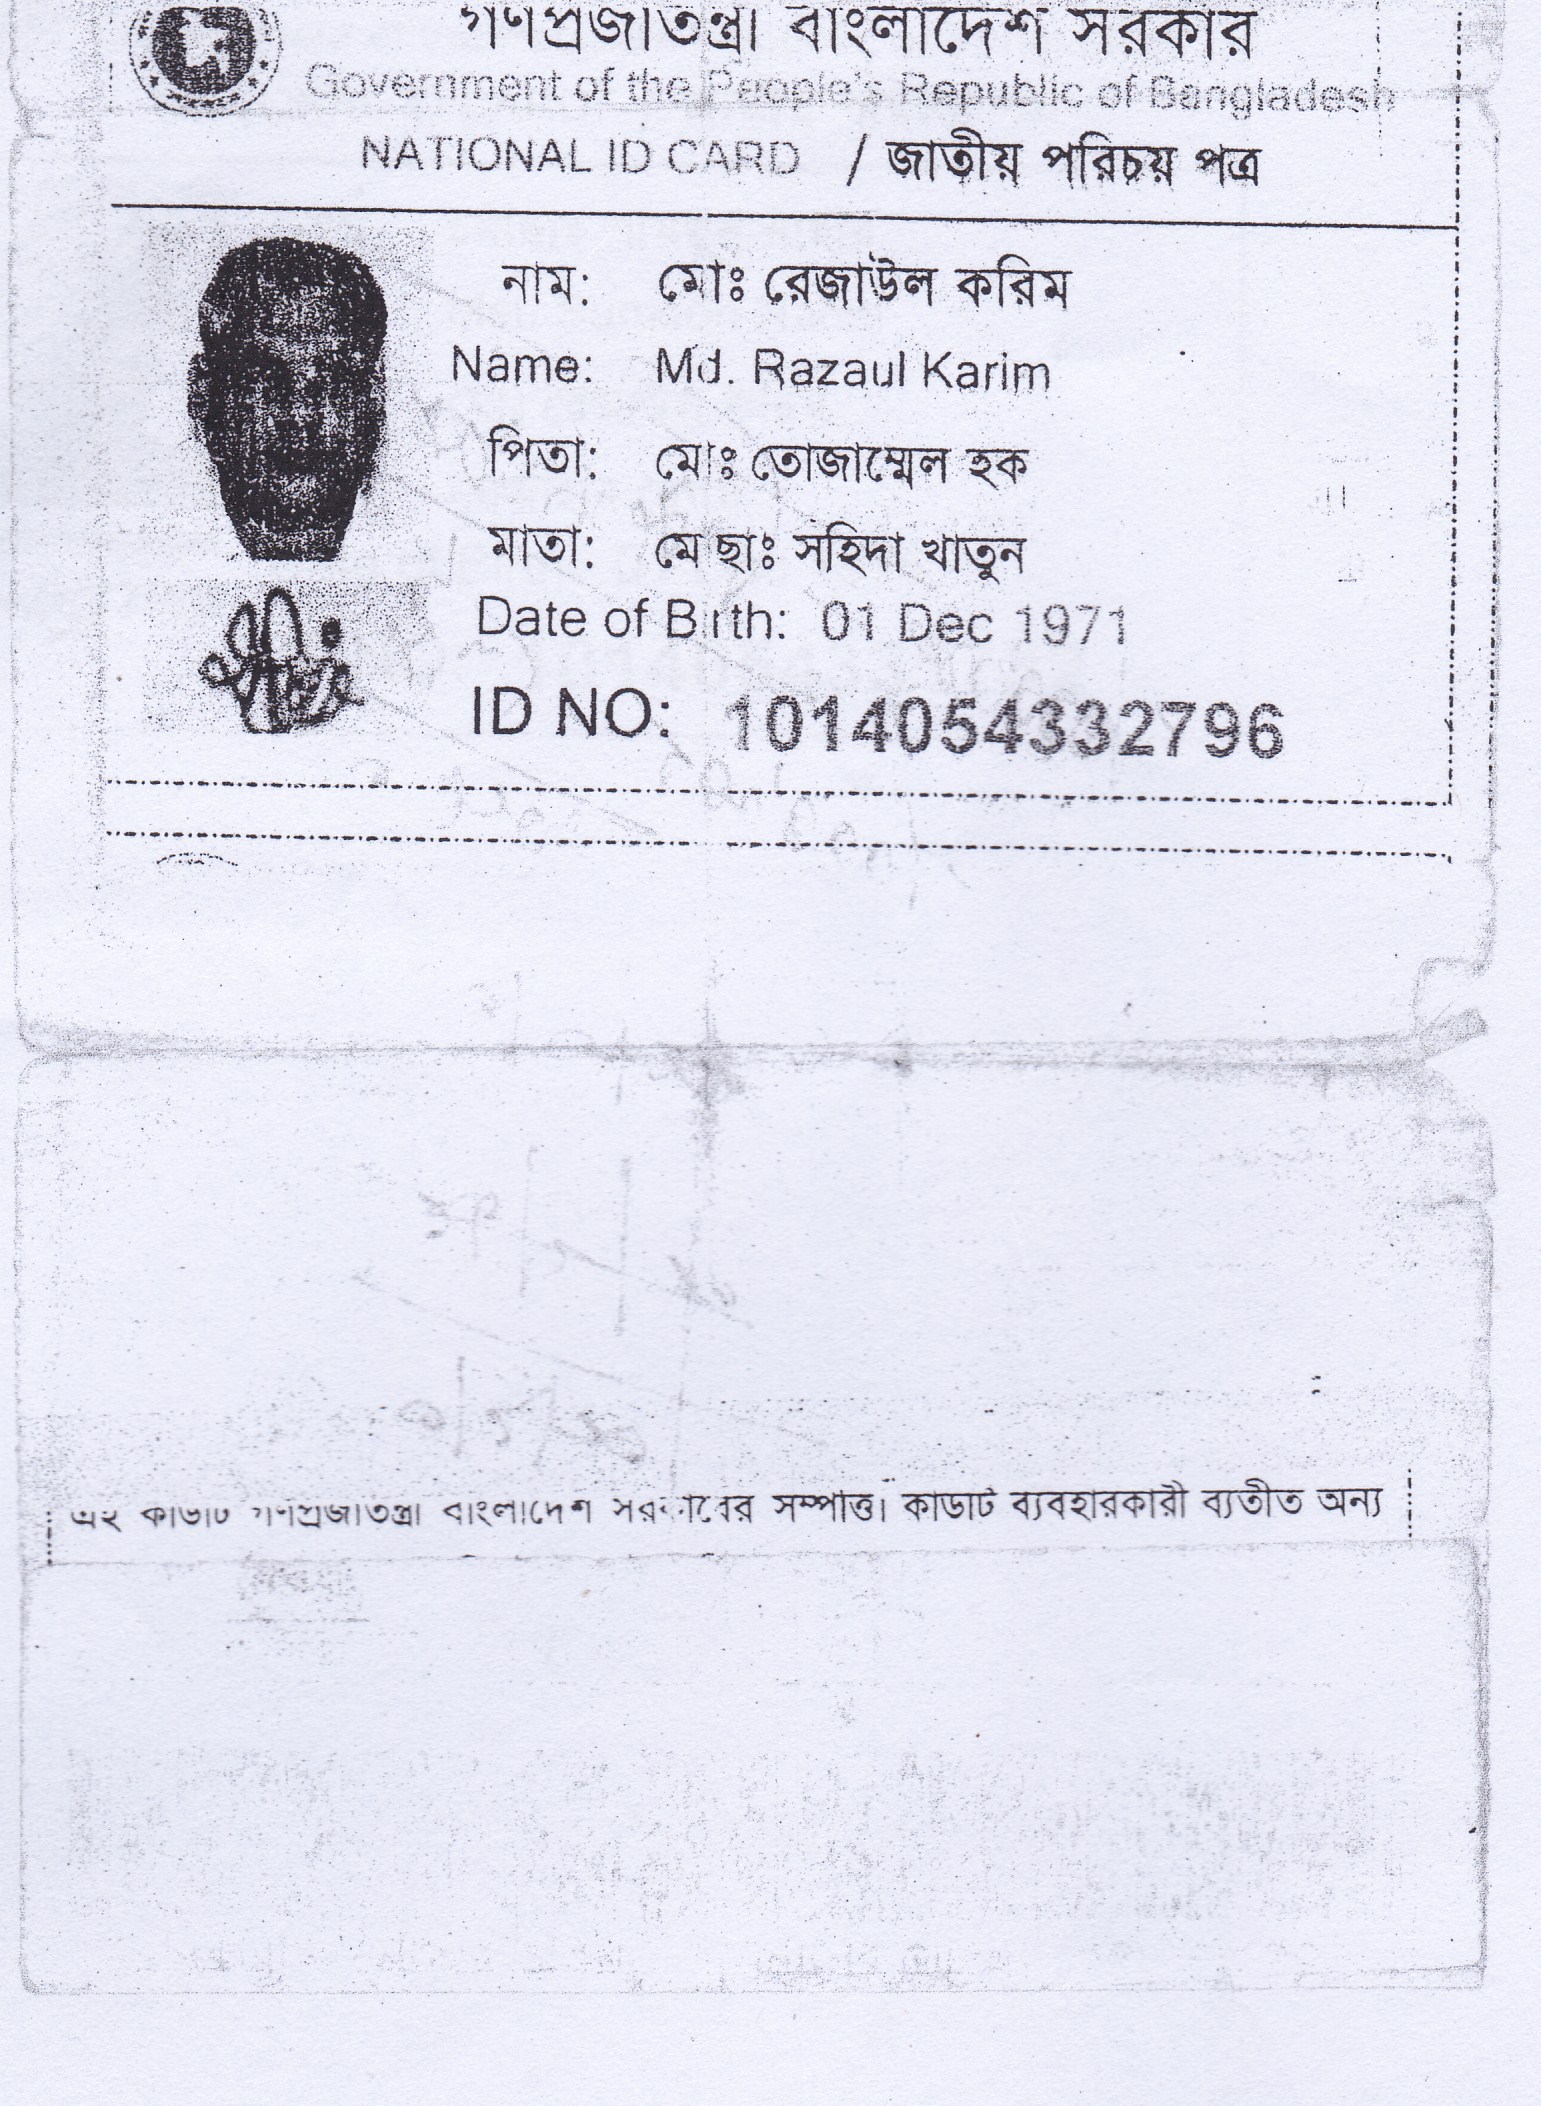 গণপ্রজাতন্ত্রী বাংলাদেশ সরকার
Government of the People's Republic of Bangladesh
NATIONAL ID CARD / জাতীয় পরিচয় পত্র
নাম: মোঃ রেজাউল করিম
Name: Md. Razaul Karim
পিতা: মোঃ তোজাম্মেল হক
মাতা: মোছাঃ সহিদা খাতুন
Date of Birth: 01 Dec 1971
ID NO: 1014054332796
এই কার্ডটি গণপ্রজাতন্ত্রী বাংলাদেশ সরকারের সম্পত্তি। কার্ডটি ব্যবহারকারী ব্যতীত অন্য